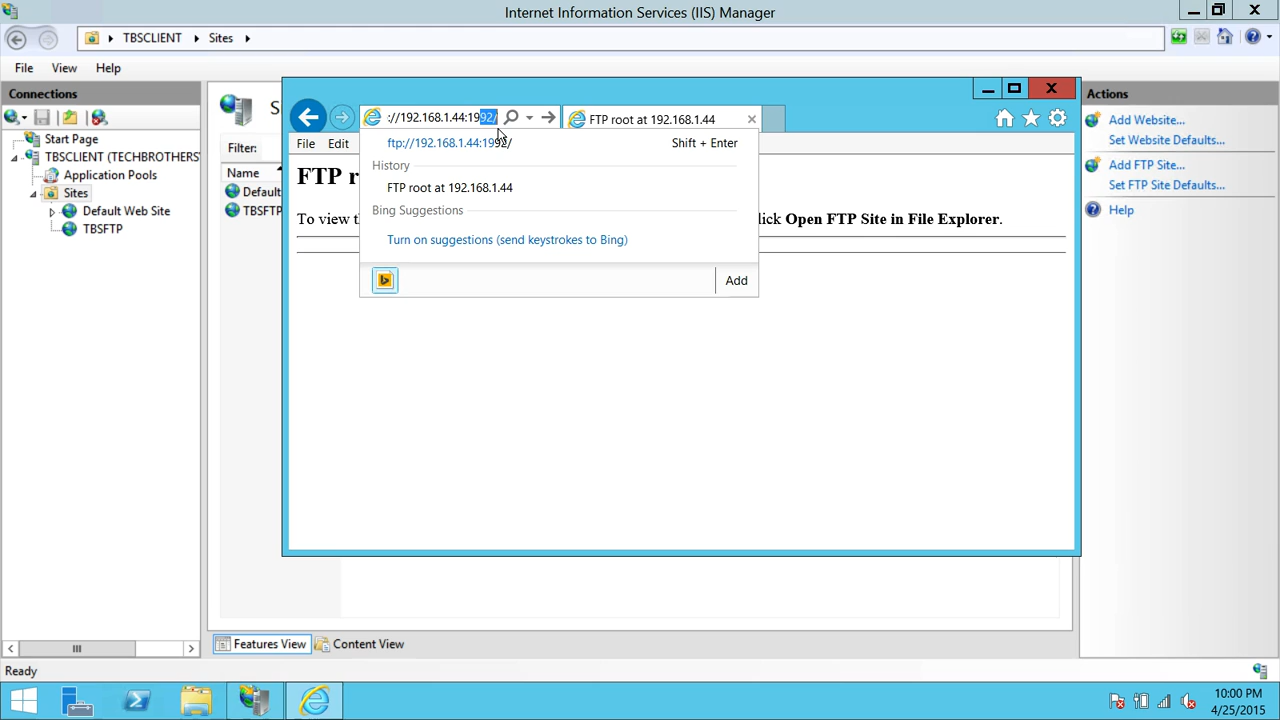 Internet Information Services (IIS) Manager
TBSCLIENT
Sites
File View Help
Connections
Start Page
TBSCLIENT (TECHBROTHERS
Application Pools
Sites
Default Web Site
TBSFTP
S
Filter:
Name
Default
TBSFTP
://192.168.1.44:1992/
FTP root at 192.168.1.44
File Edit
ftp://192.168.1.44:1992/
Shift + Enter
History
FTP root at 192.168.1.44
Bing Suggestions
Turn on suggestions (send keystrokes to Bing)
Add
FTP r
To view t
lick Open FTP Site in File Explorer.
Actions
Add Website...
Set Website Defaults...
Add FTP Site...
Set FTP Site Defaults...
Help
Features View
Content View
Ready
10:00 PM
4/25/2015